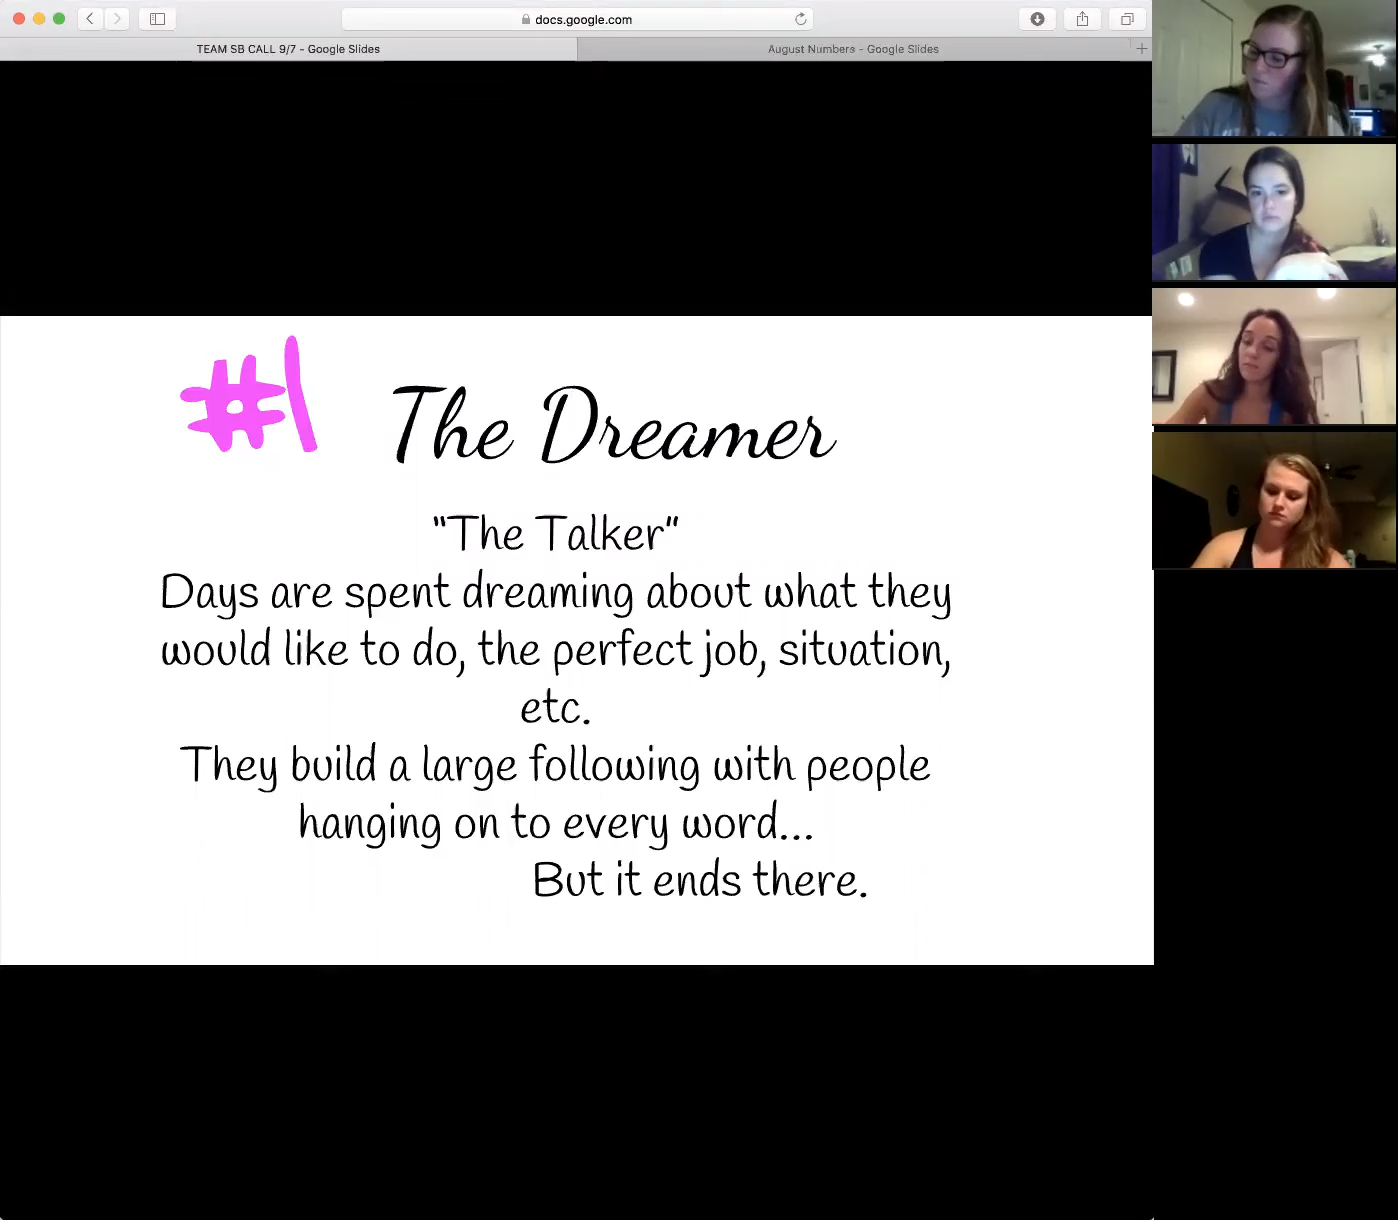 docs.google.com
TEAM SB CALL 9/7 - Google Slides
August Numbers - Google Slides
#1 The Dreamer
"The Talker"
Days are spent dreaming about what they
would like to do, the perfect job, situation,
etc.
They build a large following with people
hanging on to every word...
But it ends there.